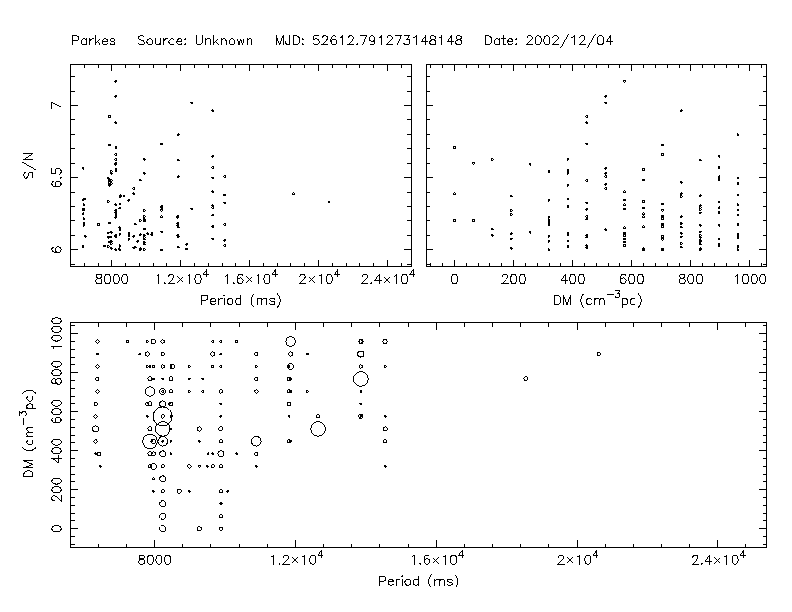 Parkes Source: Unknown MJD: 52612.791273148148 Date: 2002/12/04
S/N
7
6.5
6
8000 1.2×10⁴ 1.6×10⁴ 2×10⁴ 2.4×10⁴
Period (ms)
0 200 400 600 800 1000
DM (cm⁻³pc)
DM (cm⁻³pc)
1000
800
600
400
200
0
8000 1.2×10⁴ 1.6×10⁴ 2×10⁴ 2.4×10⁴
Period (ms)